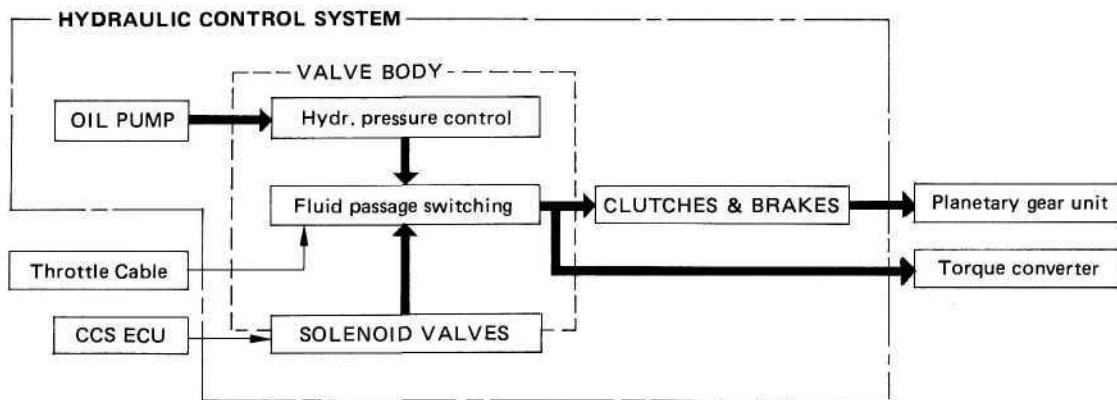 HYDRAULIC CONTROL SYSTEM
VALVE BODY
OIL PUMP
Hydr. pressure control
Fluid passage switching
CLUTCHES & BRAKES
Planetary gear unit
Throttle Cable
Torque converter
CCS ECU
SOLENOID VALVES